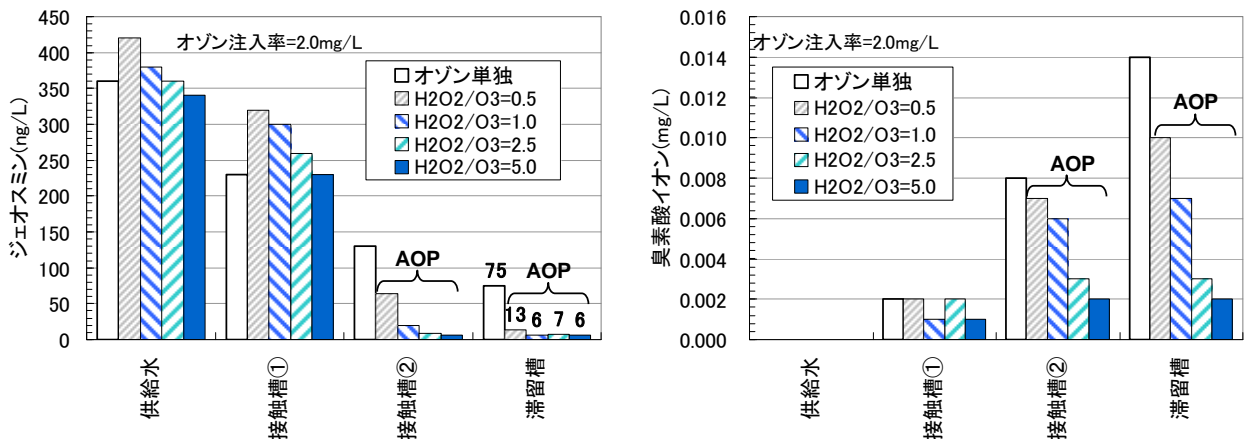 ジェオスミン(ng/L)
450
400
350
300
250
200
150
100
50
0
オゾン注入率=2.0mg/L
オゾン単独
H2O2/O3=0.5
H2O2/O3=1.0
H2O2/O3=2.5
H2O2/O3=5.0
AOP
AOP
75
13
6
7
6
供給水
接触槽①
接触槽②
滞留槽
臭素酸イオン(mg/L)
0.016
0.014
0.012
0.010
0.008
0.006
0.004
0.002
0.000
オゾン注入率=2.0mg/L
オゾン単独
H2O2/O3=0.5
H2O2/O3=1.0
H2O2/O3=2.5
H2O2/O3=5.0
AOP
AOP
供給水
接触槽①
接触槽②
滞留槽